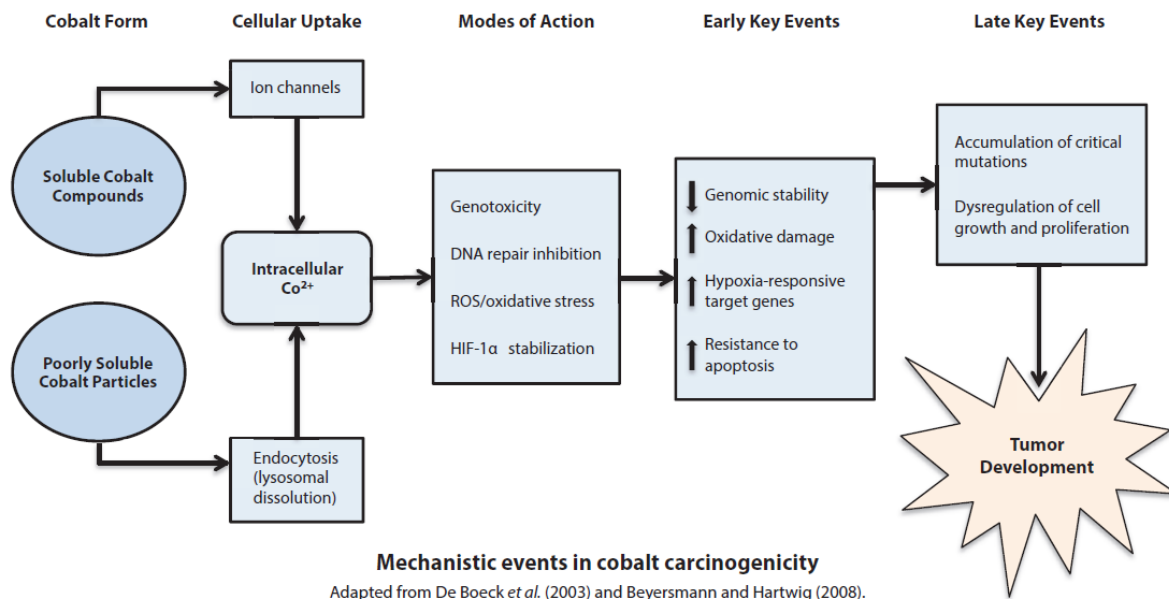 Cobalt Form
Cellular Uptake
Modes of Action
Early Key Events
Late Key Events
Ion channels
Soluble Cobalt
Compounds
Intracellular
Co²⁺
Poorly Soluble
Cobalt Particles
Endocytosis
(lysosomal
dissolution)
Genotoxicity
DNA repair inhibition
ROS/oxidative stress
HIF-1α stabilization
Genomic stability
Oxidative damage
Hypoxia-responsive
target genes
Resistance to
apoptosis
Accumulation of critical
mutations
Dysregulation of cell
growth and proliferation
Tumor
Development
Mechanistic events in cobalt carcinogenicity
Adapted from De Boeck et al. (2003) and Beyersmann and Hartwig (2008).